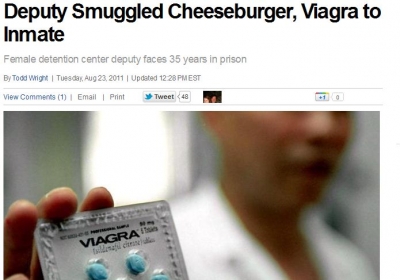 Deputy Smuggled Cheeseburger, Viagra to
Inmate
Female detention center deputy faces 35 years in prison
By Todd Wright | Tuesday, Aug 23, 2011 | Updated 12:28 PM EST
View Comments (1) | Email | Print
Tweet 48
+1 0
VIAGRA